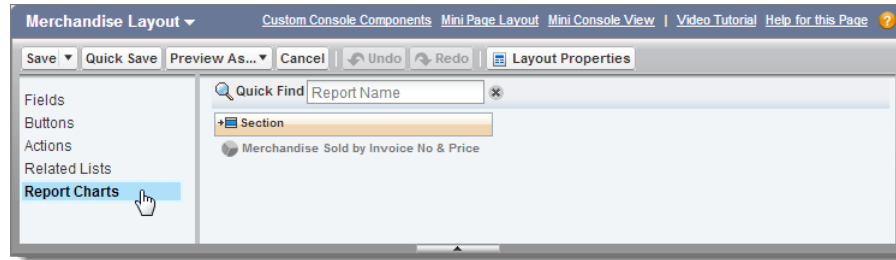 Merchandise Layout Custom Console Components Mini Page Layout Mini Console View | Video Tutorial Help for this Page ?
Save Quick Save Preview As... Cancel Undo Redo Layout Properties
Fields
Buttons
Actions
Related Lists
Report Charts
Quick Find Report Name
Section
Merchandise Sold by Invoice No & Price